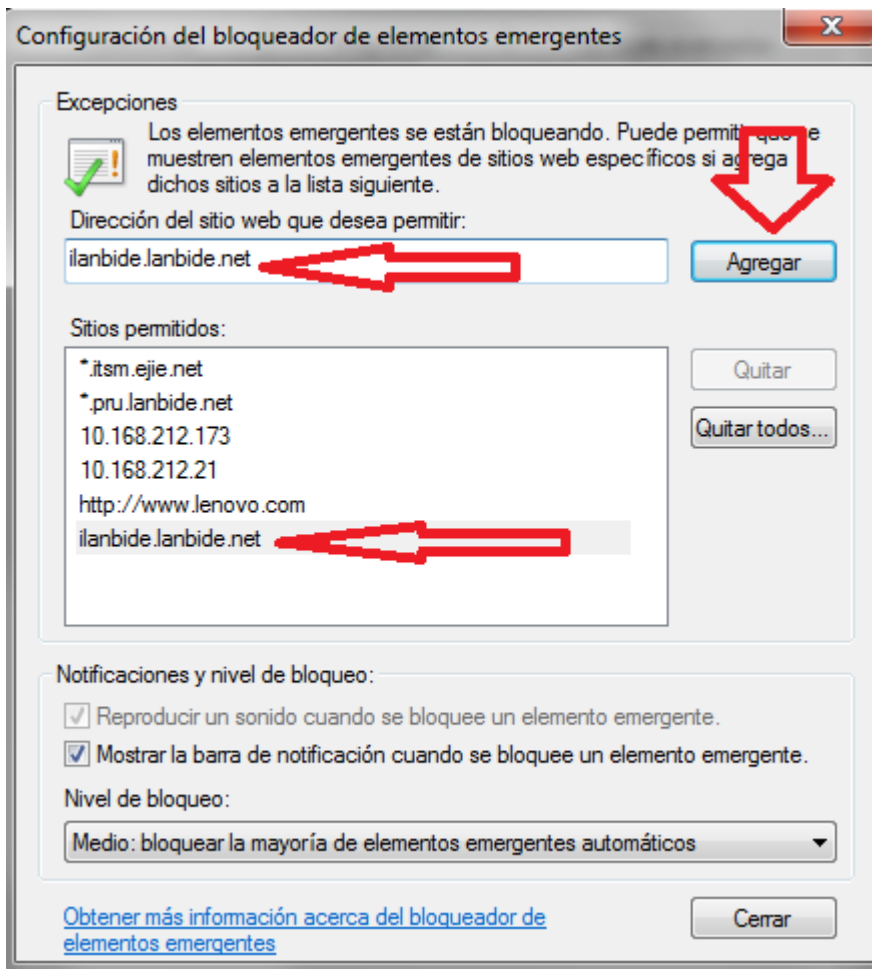 Configuración del bloqueador de elementos emergentes
Excepciones
Los elementos emergentes se están bloqueando. Puede permitir que se
muestren elementos emergentes de sitios web específicos si agrega
dichos sitios a la lista siguiente.
Dirección del sitio web que desea permitir:
ilanbide.lanbide.net
Agregar
Sitios permitidos:
*.itsm.ejie.net
Quitar
*.pru.lanbide.net
Quitar todos...
10.168.212.173
10.168.212.21
http://www.lenovo.com
ilanbide.lanbide.net
Notificaciones y nivel de bloqueo:
Reproducir un sonido cuando se bloquee un elemento emergente.
Mostrar la barra de notificación cuando se bloquee un elemento emergente.
Nivel de bloqueo:
Medio: bloquear la mayoría de elementos emergentes automáticos
Obtener más información acerca del bloqueador de
elementos emergentes
Cerrar